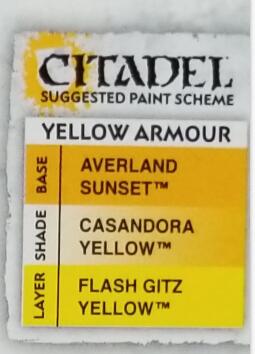 CITADEL
SUGGESTED PAINT SCHEME
YELLOW ARMOUR
BASE
AVERLAND
SUNSET™
SHADE
CASANDORA
YELLOW™
LAYER
FLASH GITZ
YELLOW™